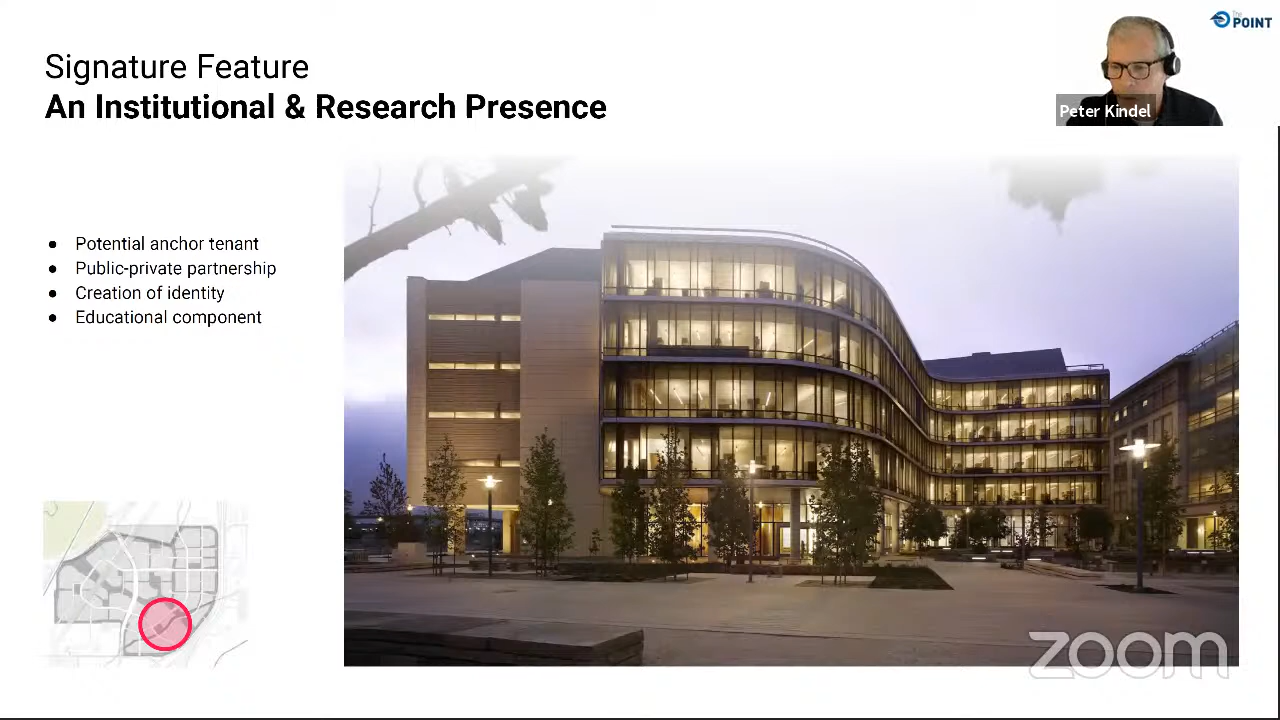 The
POINT
Signature Feature
An Institutional & Research Presence
Peter Kindel
● Potential anchor tenant
● Public-private partnership
● Creation of identity
● Educational component
zoom